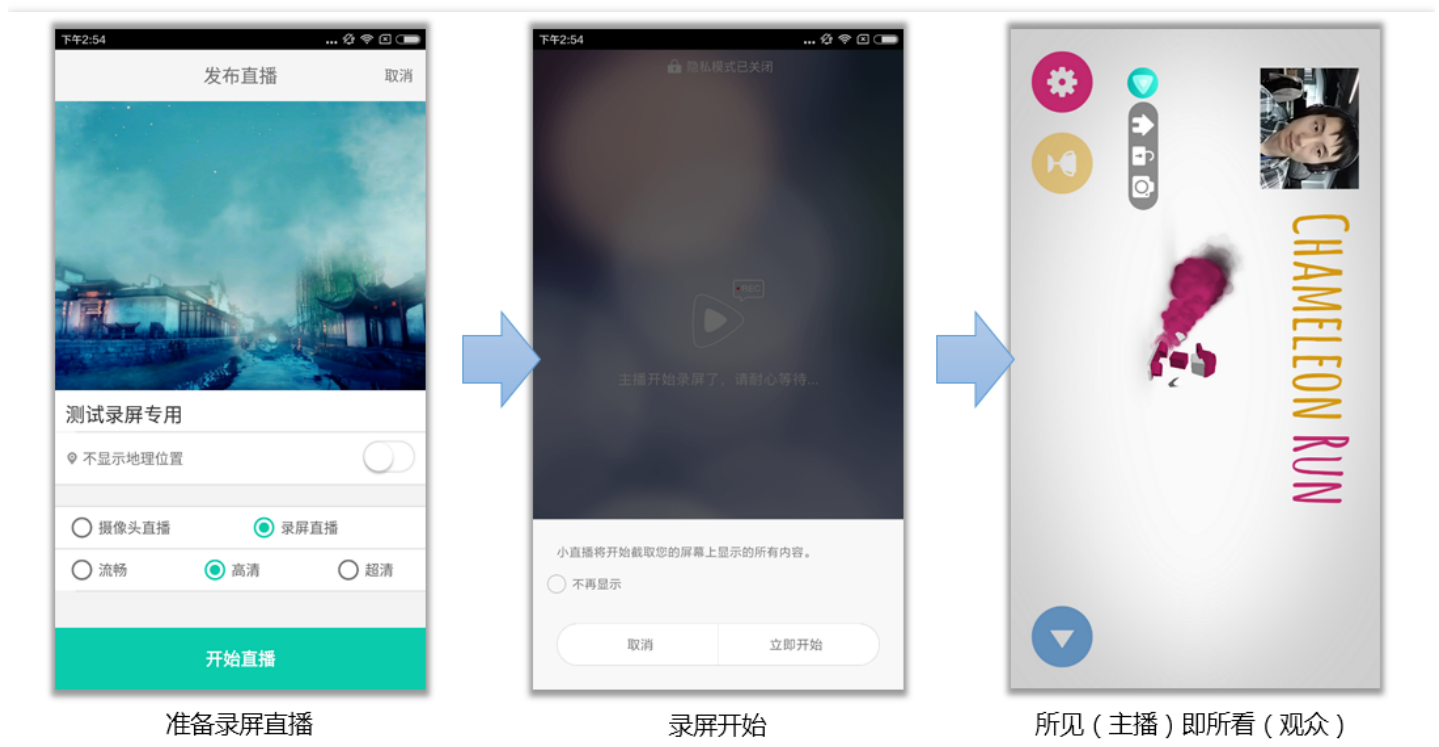 下午2:54
...
发布直播
取消
测试录屏专用
不显示地理位置
摄像头直播
录屏直播
流畅
高清
超清
开始直播
准备录屏直播
下午2:54
...
隐私模式已关闭
REC
主播开始录屏了，请耐心等待...
小直播将开始截取您的屏幕上显示的所有内容。
不再显示
取消
立即开始
录屏开始
CHAMELEON RUN
所见（主播）即所看（观众）